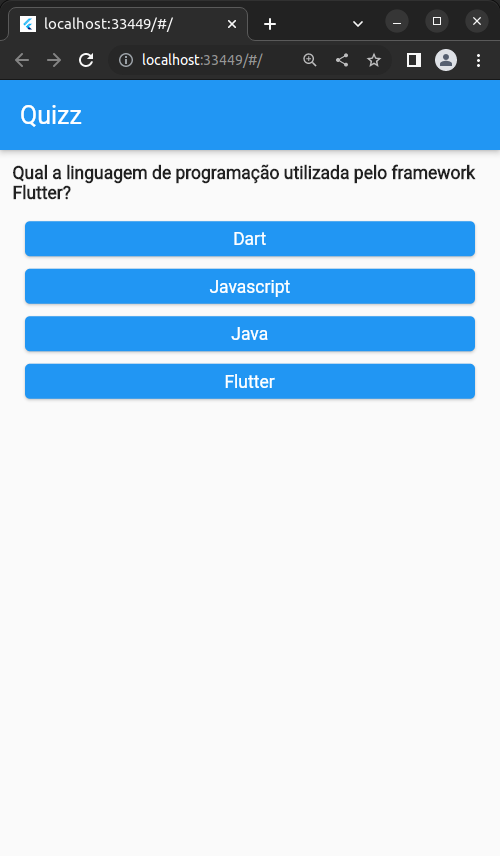 localhost:33449/#/
localhost:33449/#/
Quizz
Qual a linguagem de programação utilizada pelo framework
Flutter?
Dart
Javascript
Java
Flutter